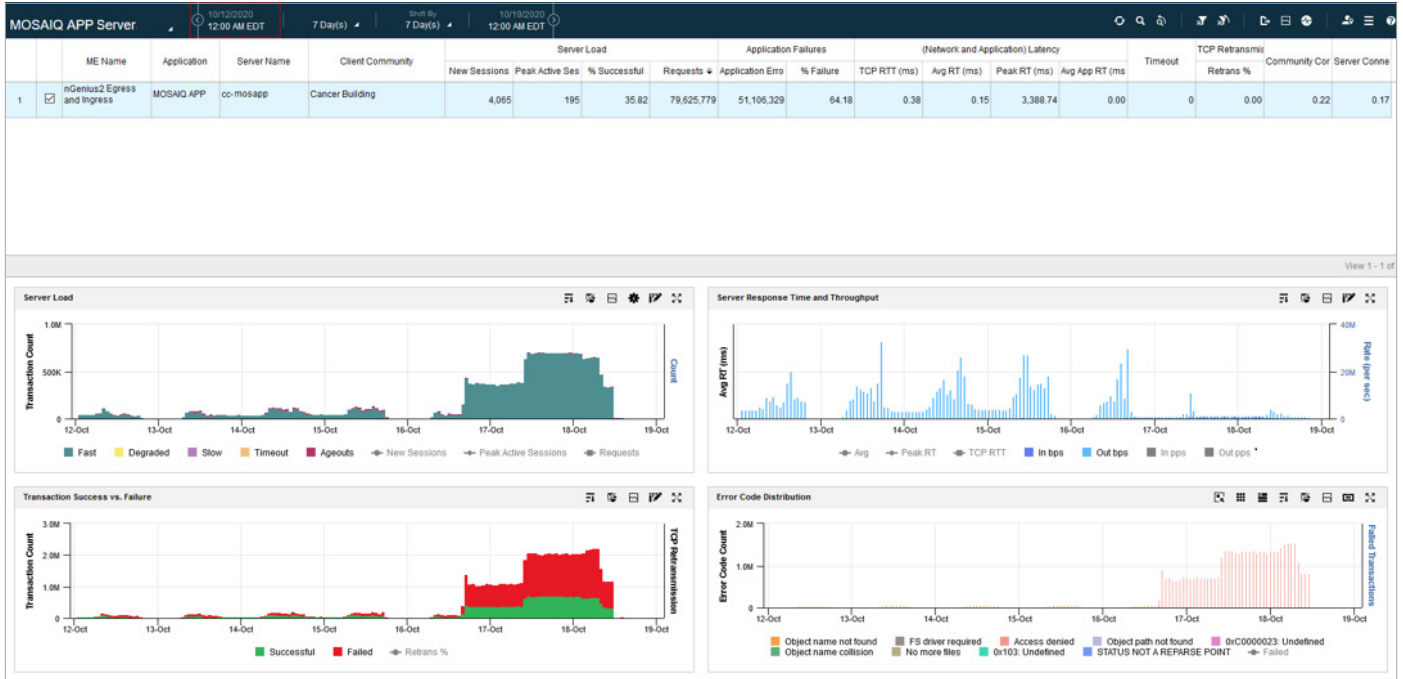 MOSAIQ APP Server
10/12/2020
12:00 AM EDT
7 Day(s)
Shift By
7 Day(s)
10/19/2020
12:00 AM EDT
ME Name
Application
Server Name
Client Community
Server Load
Application Failures
(Network and Application) Latency
Timeout
TCP Retransmis
Community Cor
Server Conne
New Sessions
Peak Active Ses
% Successful
Requests
Application Erro
% Failure
TCP RTT (ms)
Avg RT (ms)
Peak RT (ms)
Avg App RT (ms
Retrans %
1
nGenius2 Egress
and Ingress
MOSAIQ APP
cc-mosapp
Cancer Building
4,065
195
35.82
79,625,779
51,106,329
64.18
0.38
0.15
3,388.74
0.00
0
0.00
0.22
0.17
View 1 - 1 of
Server Load
Transaction Count
1.0M
500K
0
Count
12-Oct 13-Oct 14-Oct 15-Oct 16-Oct 17-Oct 18-Oct 19-Oct
Fast Degraded Slow Timeout Ageouts New Sessions Peak Active Sessions Requests
Server Response Time and Throughput
Avg RT (ms)
40M
20M
0
Rate (per sec)
12-Oct 13-Oct 14-Oct 15-Oct 16-Oct 17-Oct 18-Oct 19-Oct
Avg Peak RT TCP RTT In bps Out bps In pps Out pps
Transaction Success vs. Failure
Transaction Count
3.0M
2.0M
1.0M
0
TCP Retransmission
12-Oct 13-Oct 14-Oct 15-Oct 16-Oct 17-Oct 18-Oct 19-Oct
Successful Failed Retrans %
Error Code Distribution
Error Code Count
2.0M
1.0M
0
Failed Transactions
12-Oct 13-Oct 14-Oct 15-Oct 16-Oct 17-Oct 18-Oct 19-Oct
Object name not found FS driver required Access denied Object path not found 0xC0000023: Undefined
Object name collision No more files 0x103: Undefined STATUS NOT A REPARSE POINT Failed